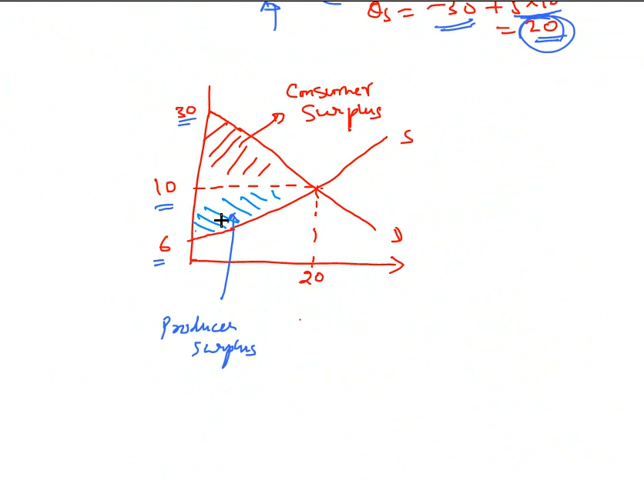 Qs = -30 + 5×10
= 20
Consumer
Surplus
30
S
10
6
D
20
Producer
Surplus